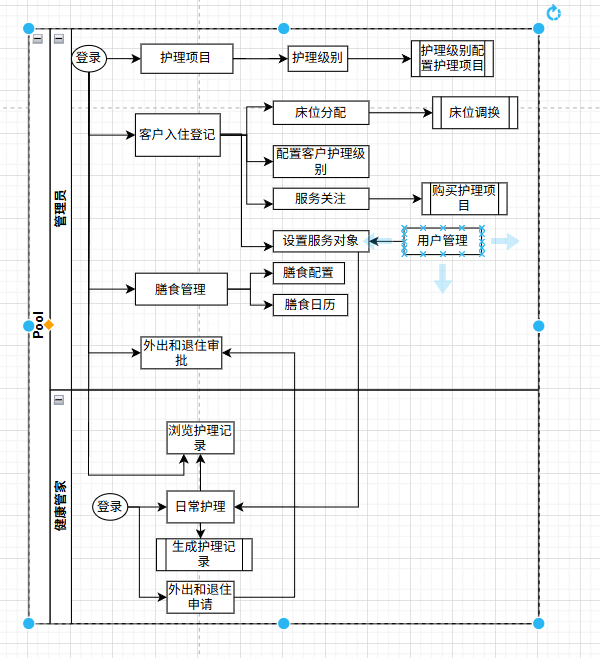 Pool
管理员
登录
护理项目
护理级别
护理级别配
置护理项目
客户入住登记
床位分配
床位调换
配置客户护理级
别
服务关注
购买护理项
目
设置服务对象
用户管理
膳食管理
膳食配置
膳食日历
外出和退住审
批
健康管家
浏览护理记
录
登录
日常护理
生成护理记
录
外出和退住
申请